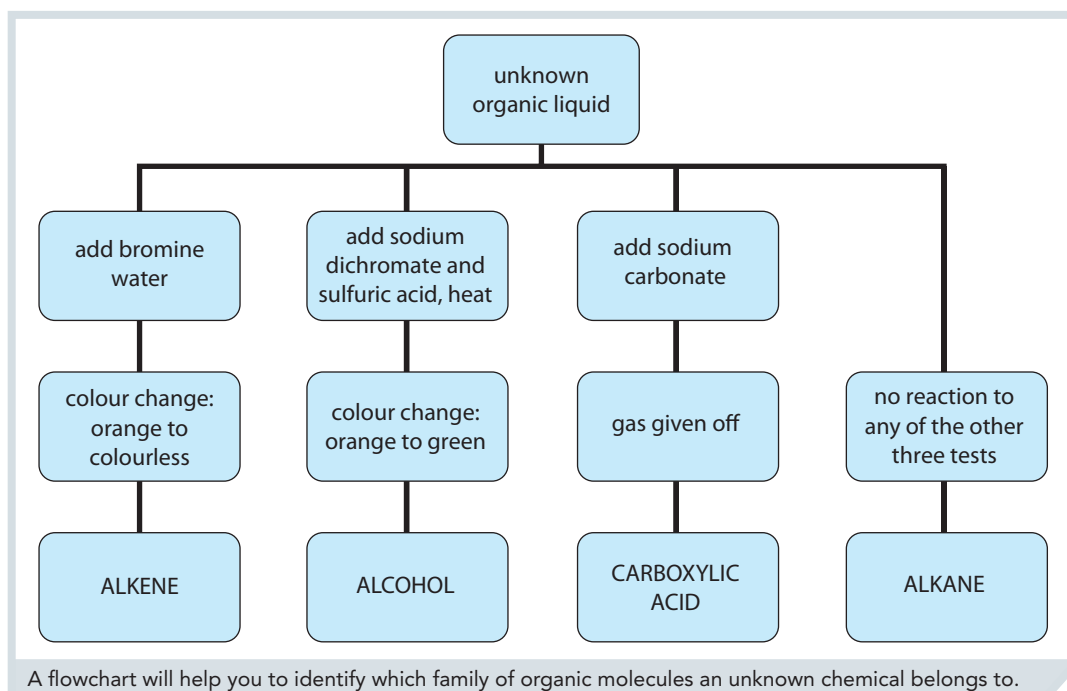 unknown
organic liquid
add bromine
water
add sodium
dichromate and
sulfuric acid, heat
add sodium
carbonate
colour change:
orange to
colourless
colour change:
orange to green
gas given off
no reaction to
any of the other
three tests
ALKENE
ALCOHOL
CARBOXYLIC
ACID
ALKANE
A flowchart will help you to identify which family of organic molecules an unknown chemical belongs to.